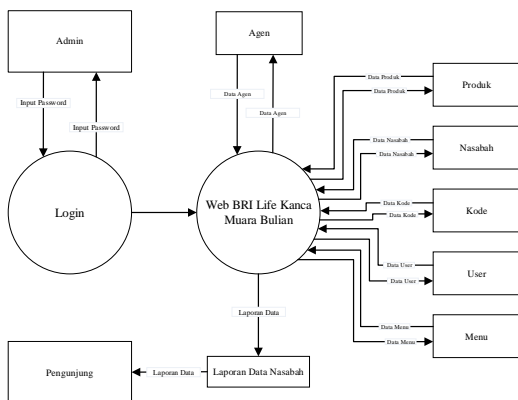 Admin
Agen
Input Password
Input Password
Data Agen
Data Agen
Data Produk
Data Produk
Produk
Data Nasabah
Data Nasabah
Nasabah
Login
Web BRI Life Kanca
Muara Bulian
Data Kode
Data Kode
Kode
Data User
Data User
User
Data Menu
Data Menu
Menu
Laporan Data
Pengunjung
Laporan Data
Laporan Data Nasabah